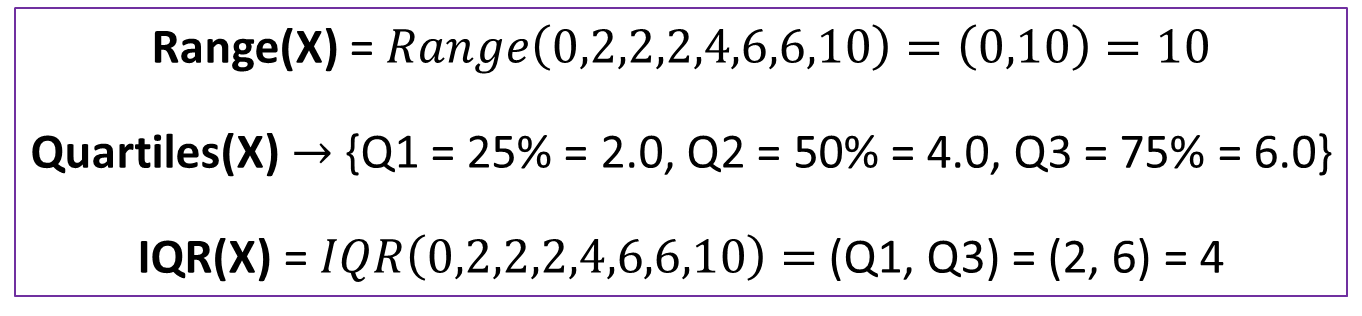 Range(X) = Range(0,2,2,2,4,6,6,10) = (0,10) = 10
Quartiles(X) → {Q1 = 25% = 2.0, Q2 = 50% = 4.0, Q3 = 75% = 6.0}
IQR(X) = IQR(0,2,2,2,4,6,6,10) = (Q1, Q3) = (2, 6) = 4